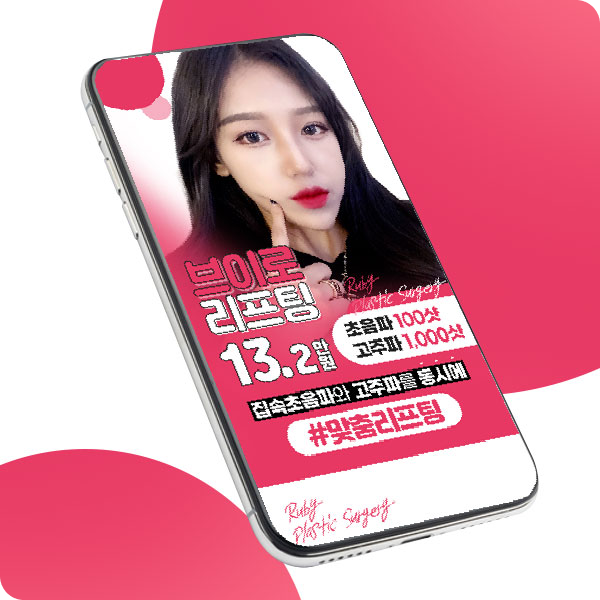 브이로
리프팅
Ruby
Plastic Surgery
13.2만원
초음파 100샷
고주파 1,000샷
집속초음파와 고주파를 동시에
#맞춤리프팅
Ruby
Plastic Surgery